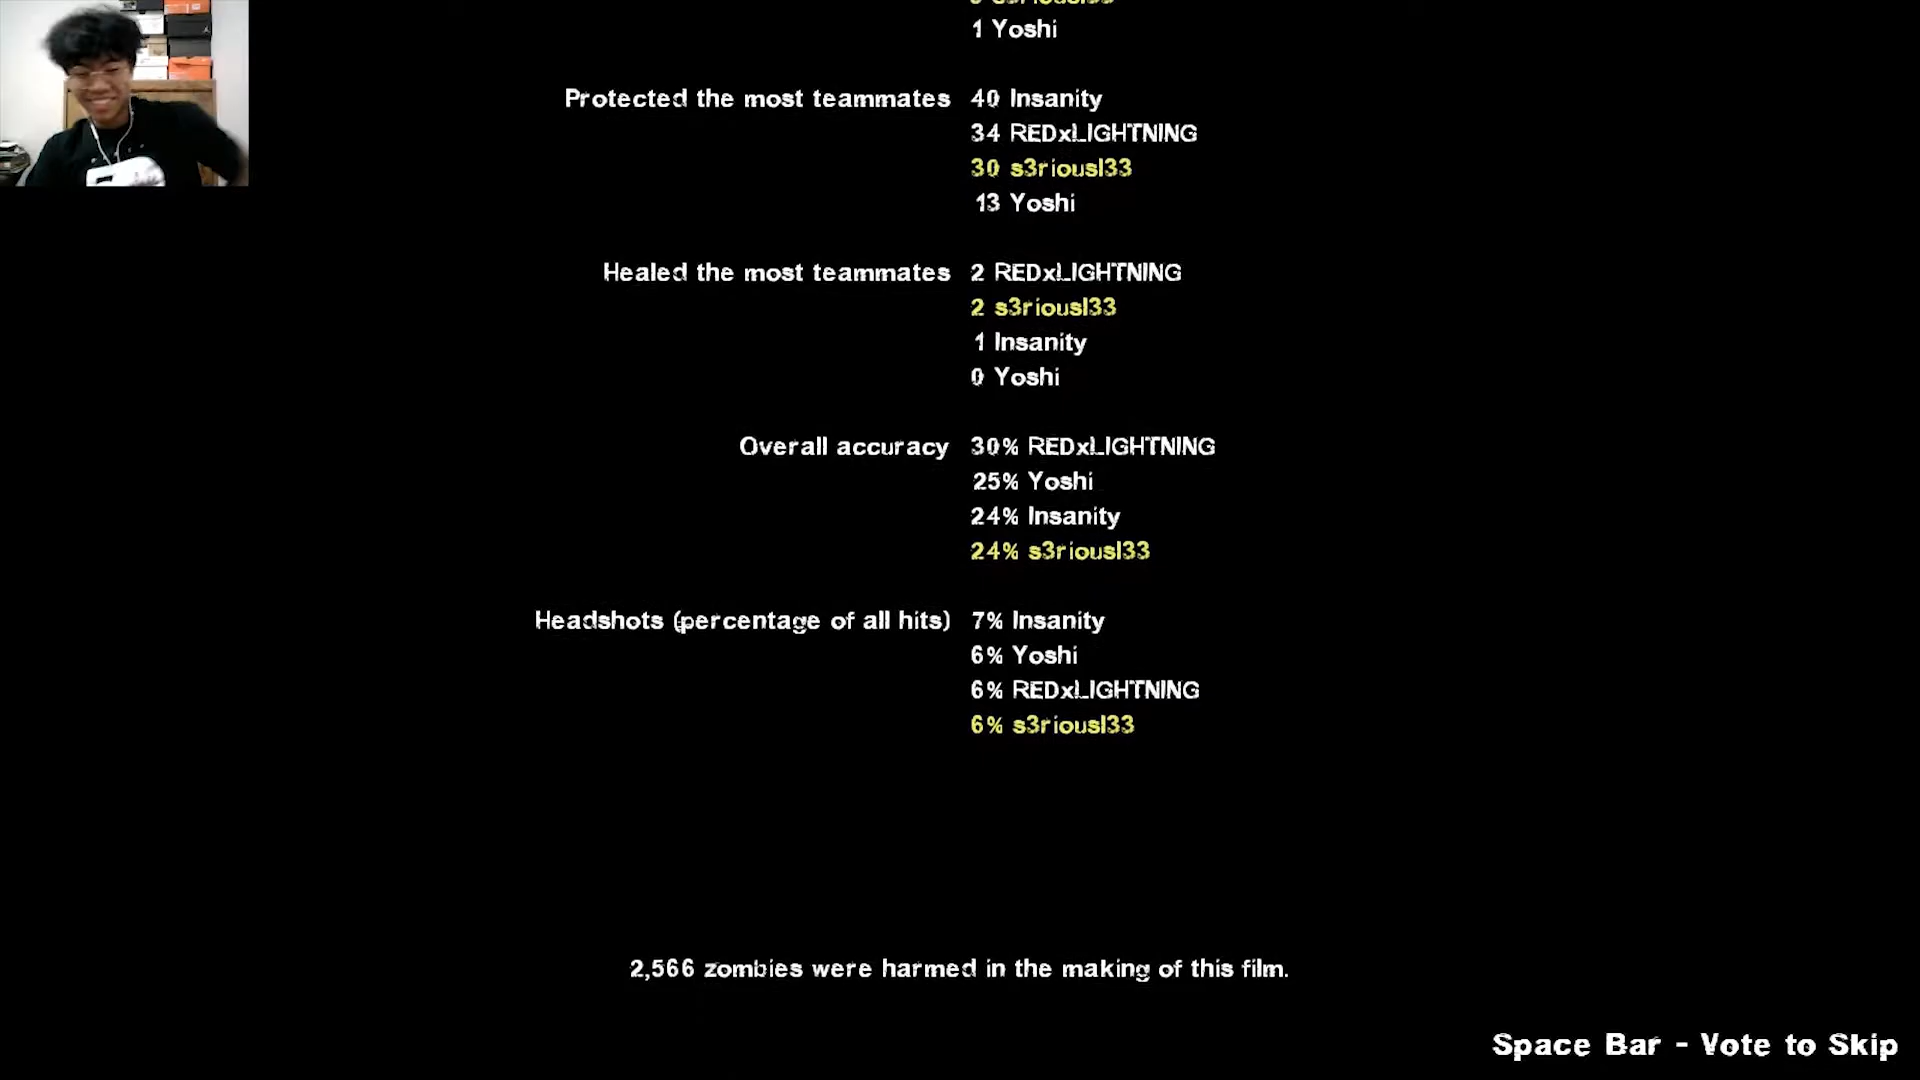 1 Yoshi
Protected the most teammates 40 Insanity
34 REDxLIGHTNING
30 s3riousl33
13 Yoshi
Healed the most teammates 2 REDxLIGHTNING
2 s3riousl33
1 Insanity
0 Yoshi
Overall accuracy 30% REDxLIGHTNING
25% Yoshi
24% Insanity
24% s3riousl33
Headshots (percentage of all hits) 7% Insanity
6% Yoshi
6% REDxLIGHTNING
6% s3riousl33
2,566 zombies were harmed in the making of this film.
Space Bar - Vote to Skip